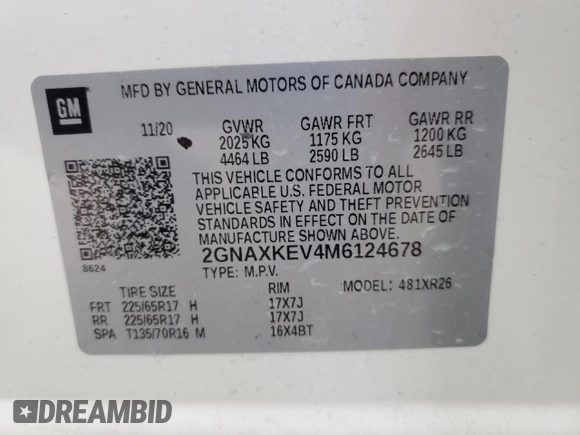 GM
MFD BY GENERAL MOTORS OF CANADA COMPANY
11/20 GVWR GAWR FRT GAWR RR
2025 KG 1175 KG 1200 KG
4464 LB 2590 LB 2645 LB
THIS VEHICLE CONFORMS TO ALL
APPLICABLE U.S. FEDERAL MOTOR
VEHICLE SAFETY AND THEFT PREVENTION
STANDARDS IN EFFECT ON THE DATE OF
MANUFACTURE SHOWN ABOVE.
8624 2GNAXKEV4M6124678
TYPE: M.P.V. MODEL: 481XR26
TIRE SIZE RIM
FRT 225/65R17 H 17X7J
RR 225/65R17 H 17X7J
SPA T135/70R16 M 16X4BT
DREAMBID